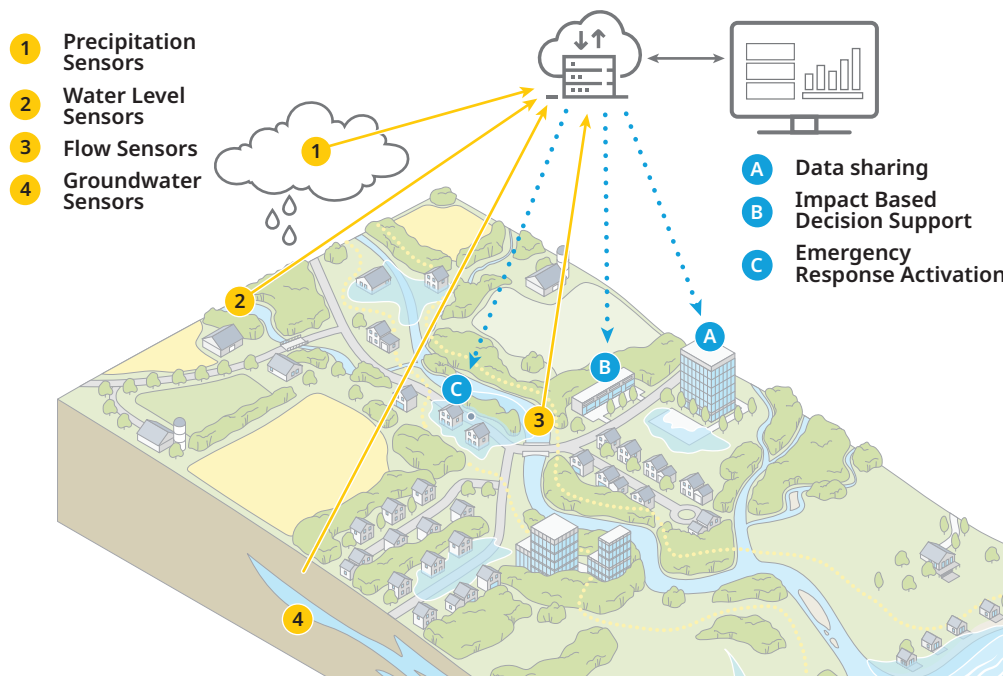 1 Precipitation
Sensors
2 Water Level
Sensors
3 Flow Sensors
4 Groundwater
Sensors
1
A Data sharing
B Impact Based
Decision Support
C Emergency
Response Activation
2
A
B
C
3
4